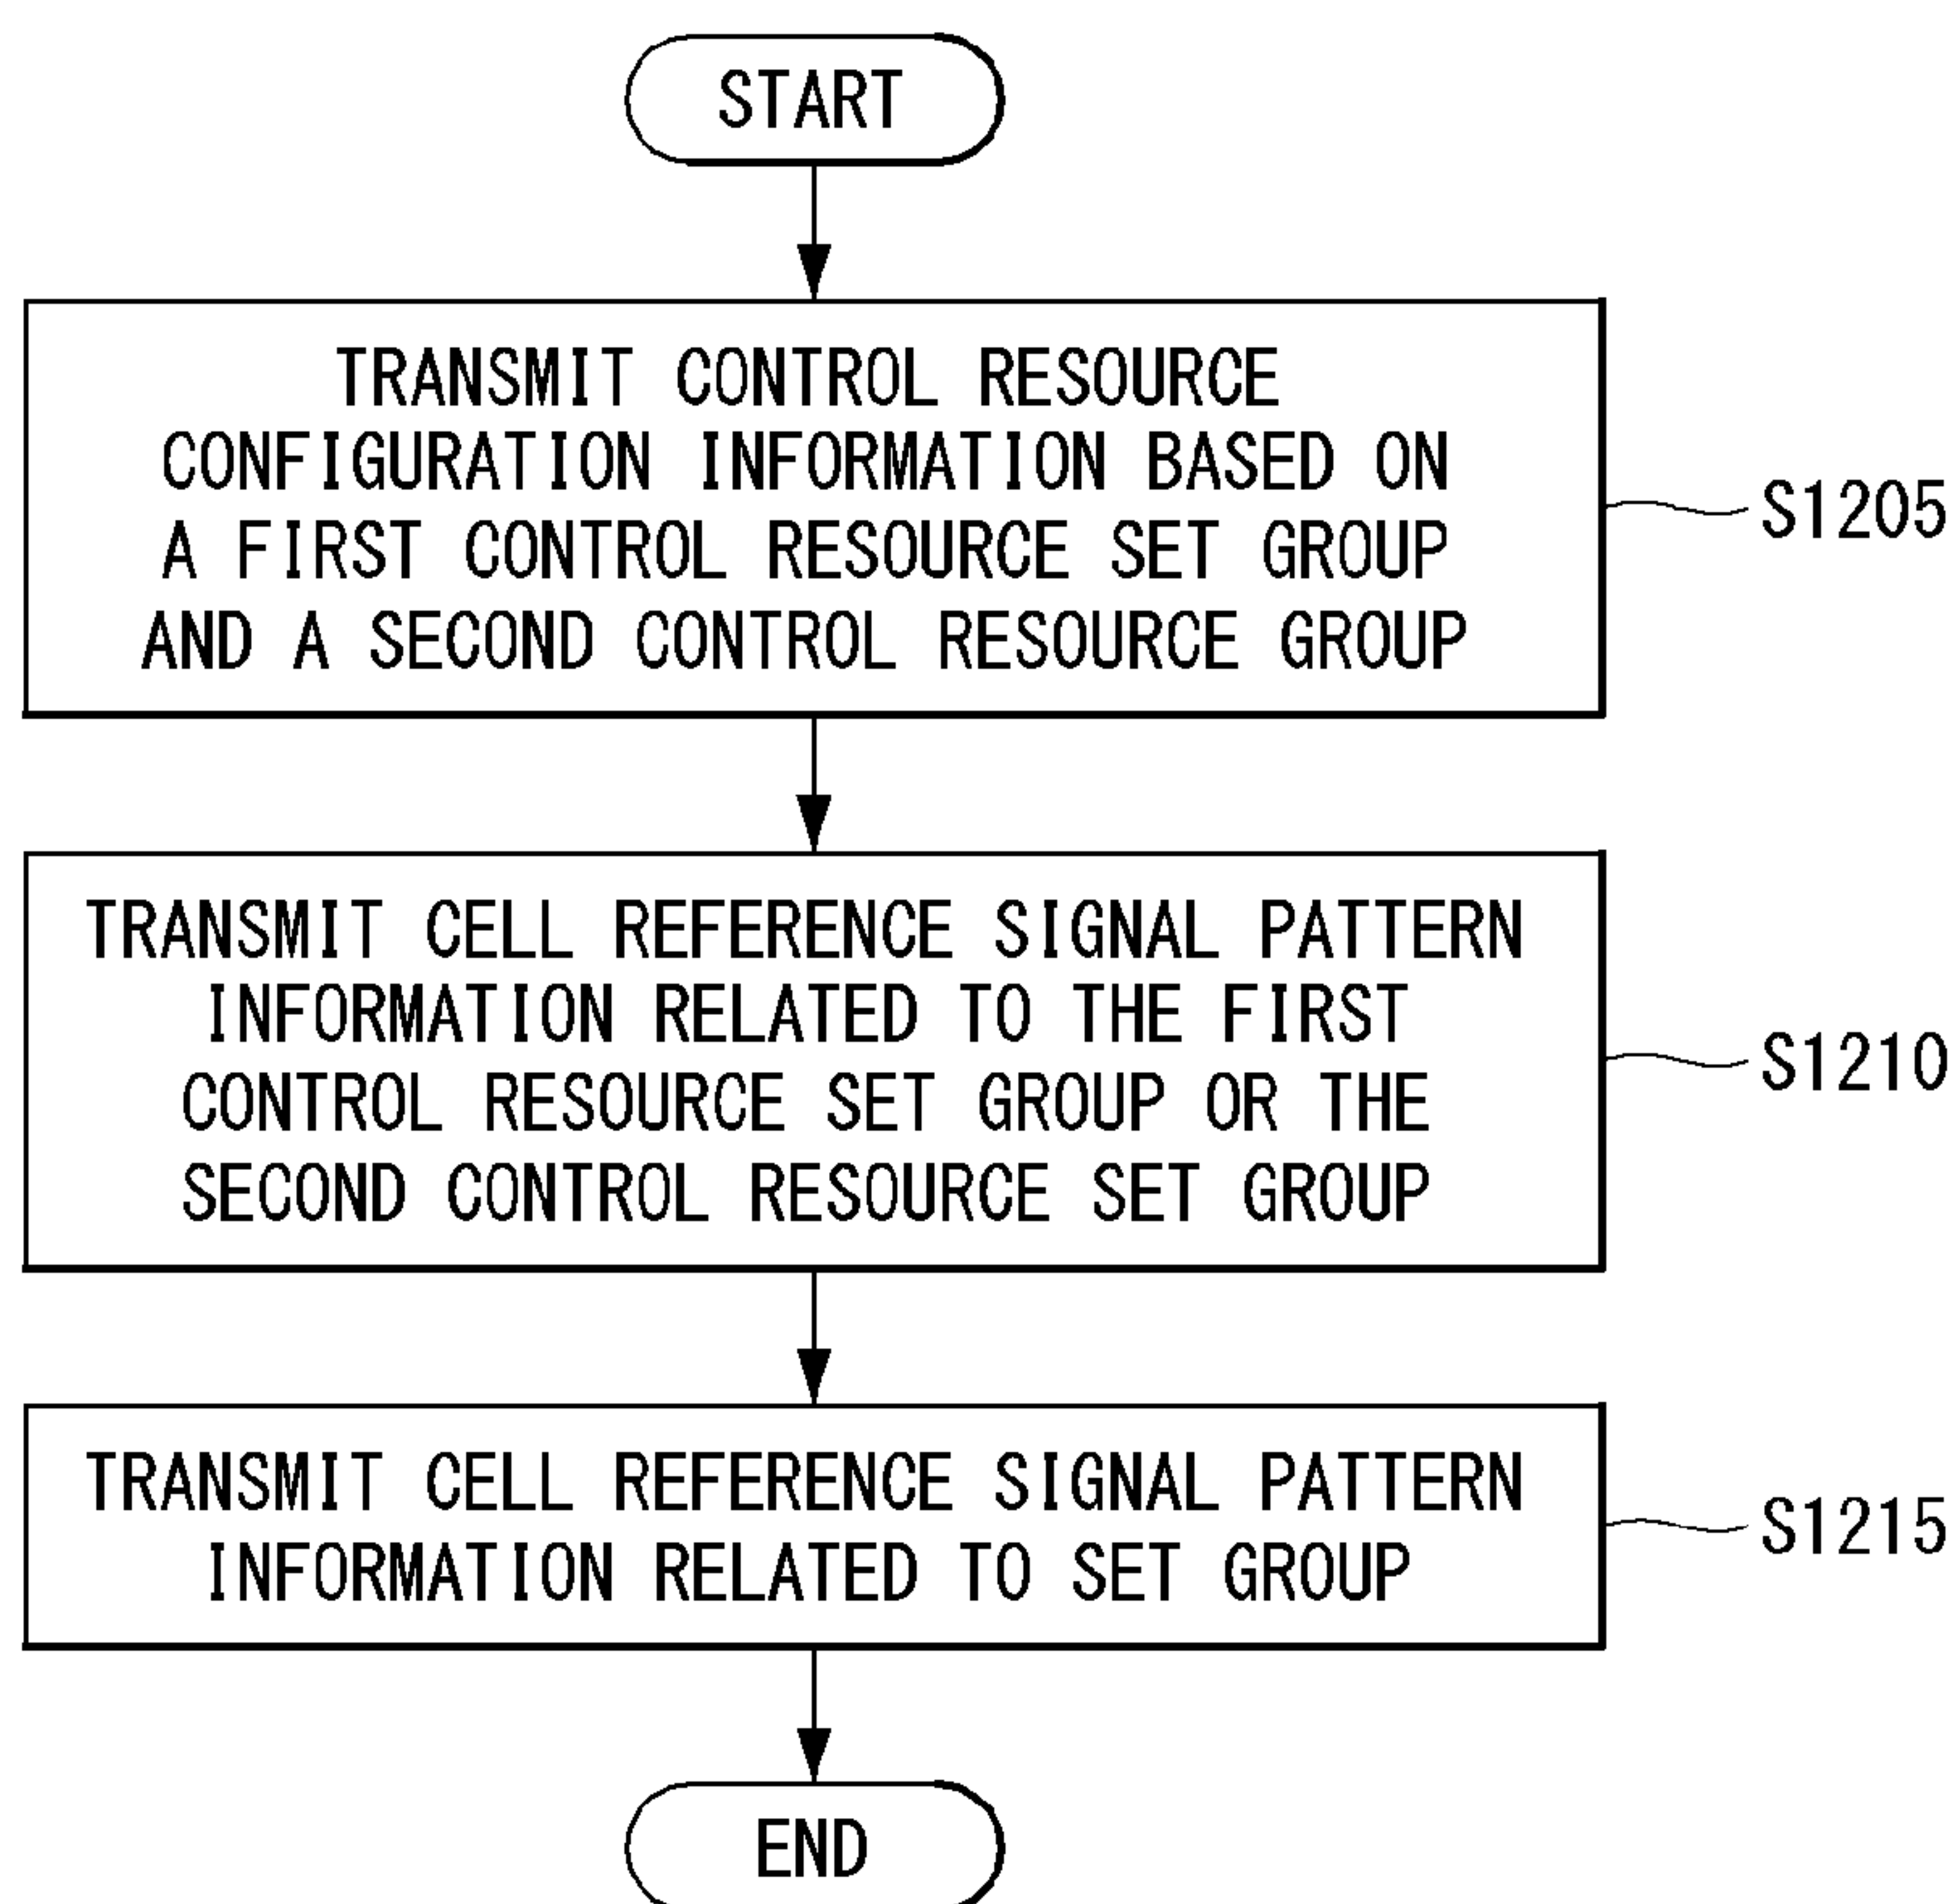 START
TRANSMIT CONTROL RESOURCE
CONFIGURATION INFORMATION BASED ON
A FIRST CONTROL RESOURCE SET GROUP
AND A SECOND CONTROL RESOURCE GROUP
S1205
TRANSMIT CELL REFERENCE SIGNAL PATTERN
INFORMATION RELATED TO THE FIRST
CONTROL RESOURCE SET GROUP OR THE
SECOND CONTROL RESOURCE SET GROUP
S1210
TRANSMIT CELL REFERENCE SIGNAL PATTERN
INFORMATION RELATED TO SET GROUP
S1215
END